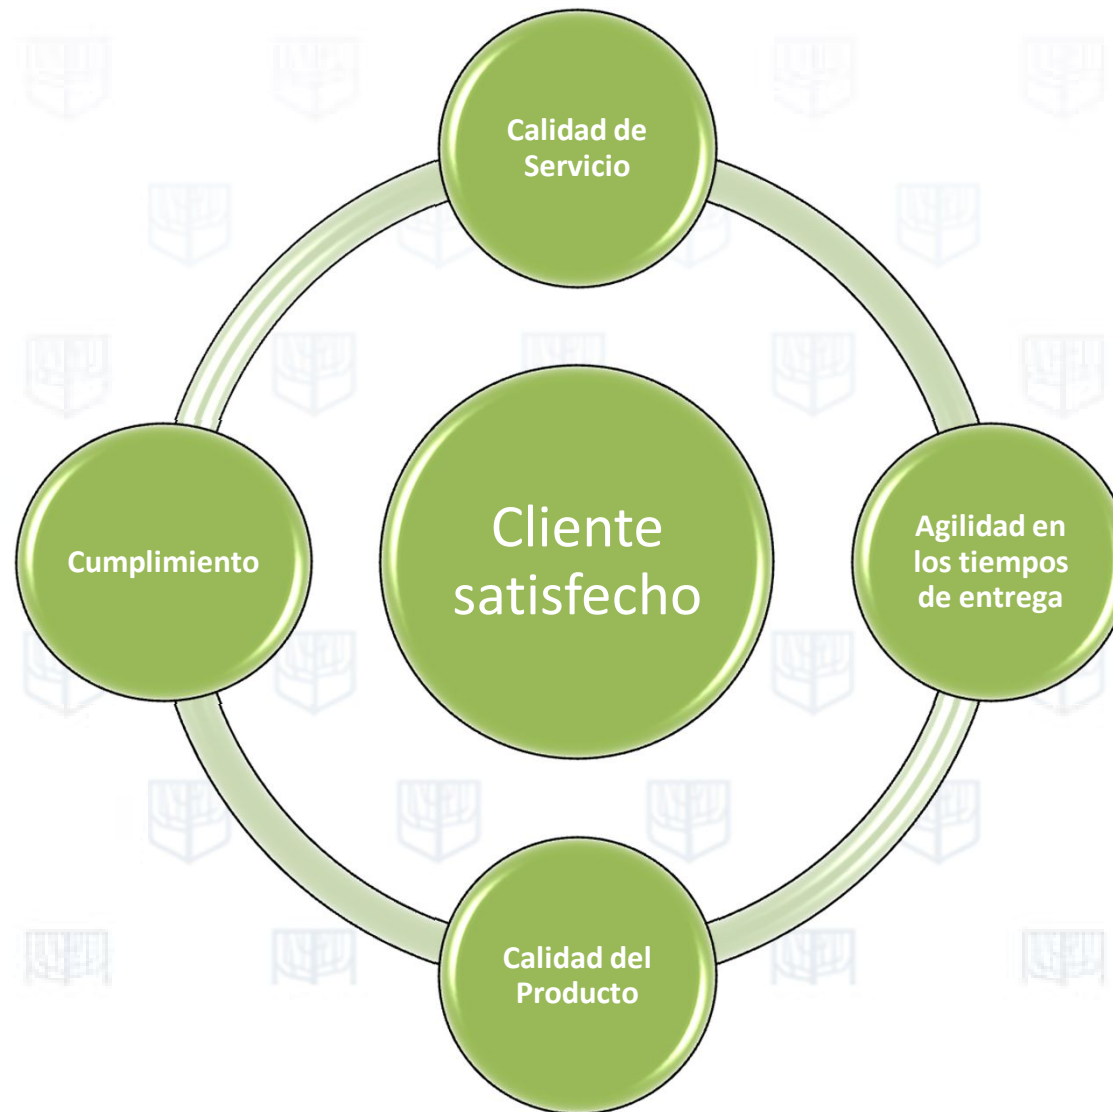 Calidad de
Servicio
Cliente
satisfecho
Agilidad en
los tiempos
de entrega
Cumplimiento
Calidad del
Producto